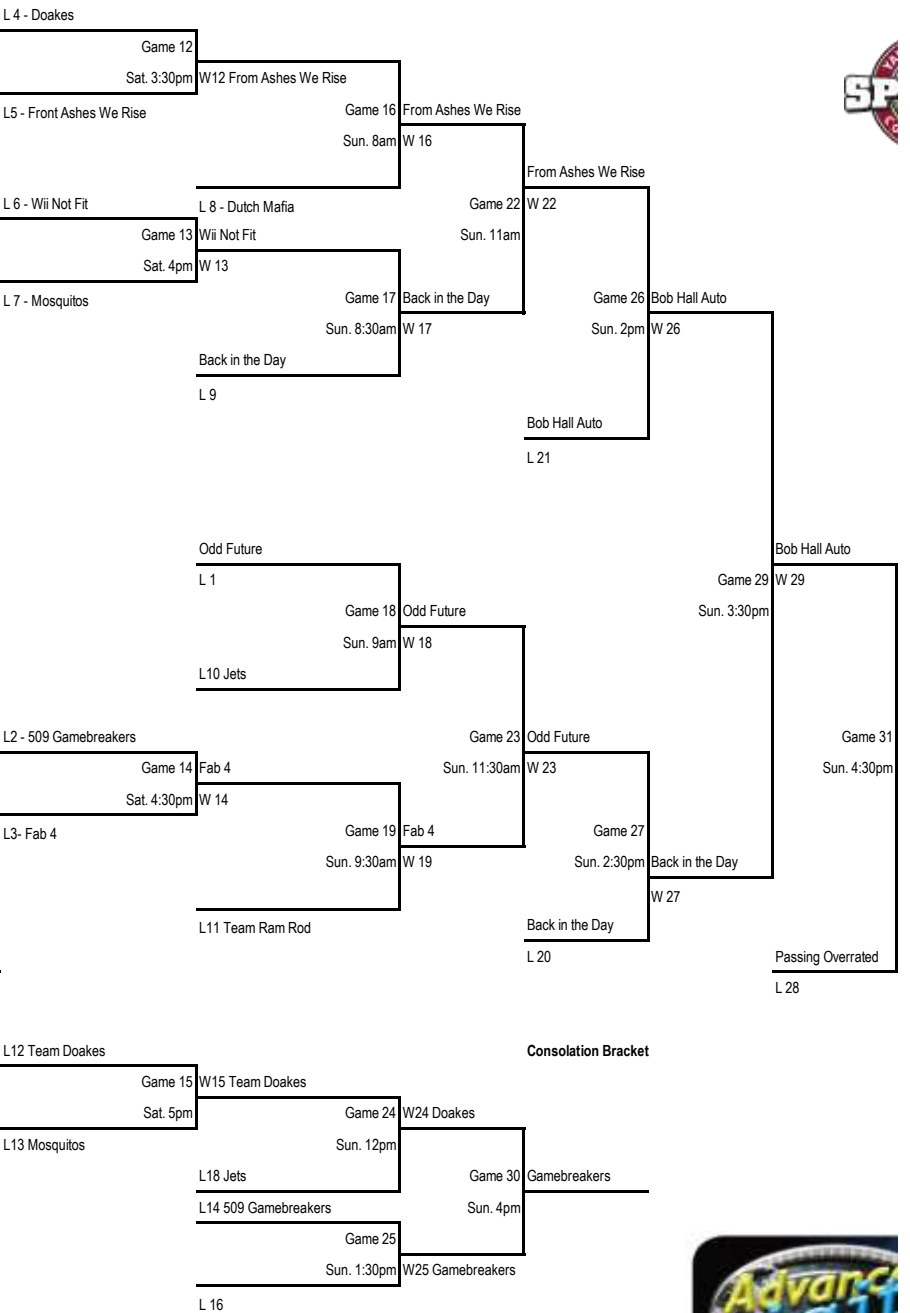 L 4 - Doakes
Game 12
Sat. 3:30pm W12 From Ashes We Rise
L5 - Front Ashes We Rise
Game 16 From Ashes We Rise
Sun. 8am W 16
From Ashes We Rise
L 6 - Wii Not Fit
L 8 - Dutch Mafia
Game 22 W 22
Game 13 Wii Not Fit
Sun. 11am
Sat. 4pm W 13
L 7 - Mosquitos
Game 17 Back in the Day
Game 26 Bob Hall Auto
Sun. 8:30am W 17
Sun. 2pm W 26
Back in the Day
L 9
Bob Hall Auto
L 21
Odd Future
Bob Hall Auto
L 1
Game 29 W 29
Game 18 Odd Future
Sun. 3:30pm
Sun. 9am W 18
L10 Jets
L2 - 509 Gamebreakers
Game 23 Odd Future
Game 31
Game 14 Fab 4
Sun. 11:30am W 23
Sun. 4:30pm
Sat. 4:30pm W 14
L3- Fab 4
Game 19 Fab 4
Game 27
Sun. 9:30am W 19
Sun. 2:30pm Back in the Day
W 27
L11 Team Ram Rod
Back in the Day
L 20
Passing Overrated
L 28
L12 Team Doakes
Consolation Bracket
Game 15 W15 Team Doakes
Sat. 5pm
Game 24 W24 Doakes
L13 Mosquitos
Sun. 12pm
L18 Jets
Game 30 Gamebreakers
L14 509 Gamebreakers
Sun. 4pm
Game 25
Sun. 1:30pm W25 Gamebreakers
L 16